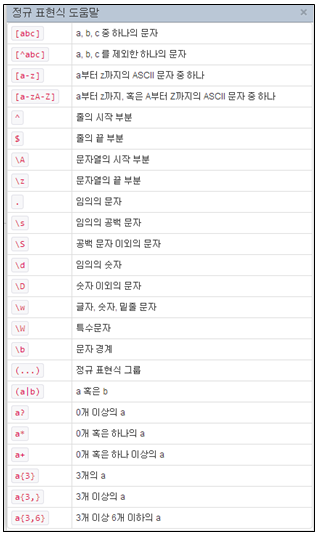 정규 표현식 도움말 ×
[abc] a, b, c 중 하나의 문자
[^abc] a, b, c 를 제외한 하나의 문자
[a-z] a부터 z까지의 ASCII 문자 중 하나
[a-zA-Z] a부터 z까지, 혹은 A부터 Z까지의 ASCII 문자 중 하나
^ 줄의 시작 부분
$ 줄의 끝 부분
\A 문자열의 시작 부분
\z 문자열의 끝 부분
. 임의의 문자
\s 임의의 공백 문자
\S 공백 문자 이외의 문자
\d 임의의 숫자
\D 숫자 이외의 문자
\w 글자, 숫자, 밑줄 문자
\W 특수문자
\b 문자 경계
(...) 정규 표현식 그룹
(a|b) a 혹은 b
a? 0개 이상의 a
a* 0개 혹은 하나의 a
a+ 0개 혹은 하나 이상의 a
a{3} 3개의 a
a{3,} 3개 이상의 a
a{3,6} 3개 이상 6개 이하의 a